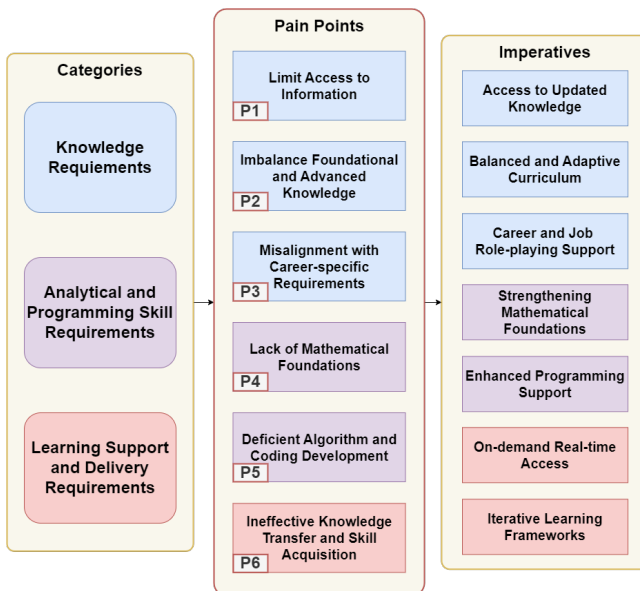 Categories
Knowledge
Requiements
Analytical and
Programming Skill
Requirements
Learning Support
and Delivery
Requirements
Pain Points
Limit Access to
Information
P1
Imbalance Foundational
and Advanced
Knowledge
P2
Misalignment with
Career-specific
Requirements
P3
Lack of Mathematical
Foundations
P4
Deficient Algorithm and
Coding Development
P5
Ineffective Knowledge
Transfer and Skill
Acquisition
P6
Imperatives
Access to Updated
Knowledge
Balanced and Adaptive
Curriculum
Career and Job
Role-playing Support
Strengthening
Mathematical
Foundations
Enhanced Programming
Support
On-demand Real-time
Access
Iterative Learning
Frameworks